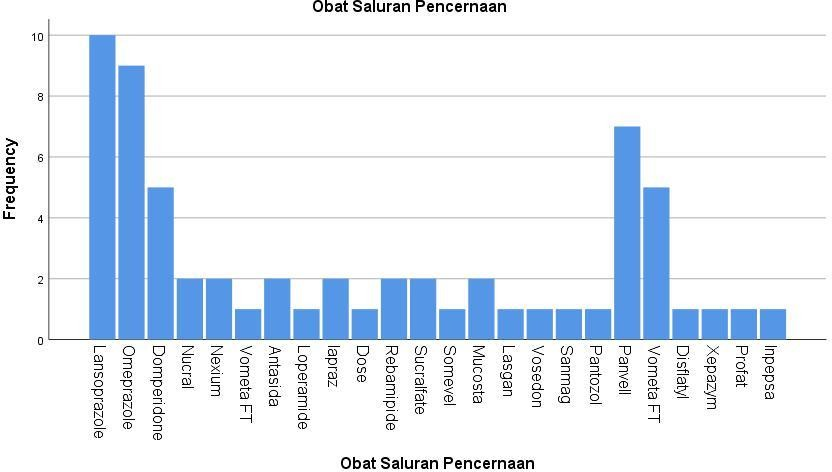 Obat Saluran Pencernaan
Frequency
10
8
6
4
2
0
Lansoprazole
Omeprazole
Domperidone
Nucral
Nexium
Vometa FT
Antasida
Loperamide
lapraz
Dose
Rebamipide
Sucralfate
Somevel
Mucosta
Lasgan
Vosedon
Sanmag
Pantozol
Panvell
Vometa FT
Disflatyl
Xepazym
Profat
Inpepsa
Obat Saluran Pencernaan